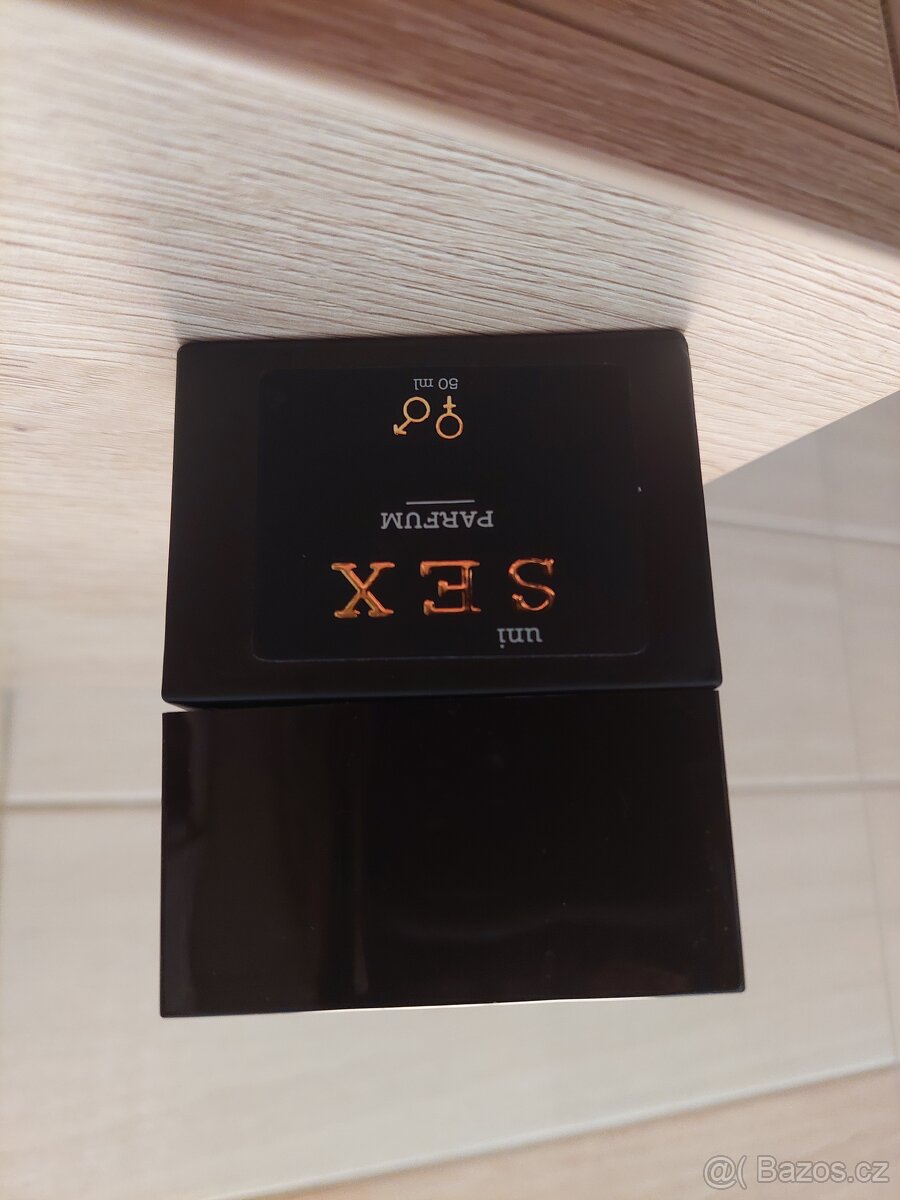 uni
SEX
PARFUM
50 ml
@( Bazos.cz